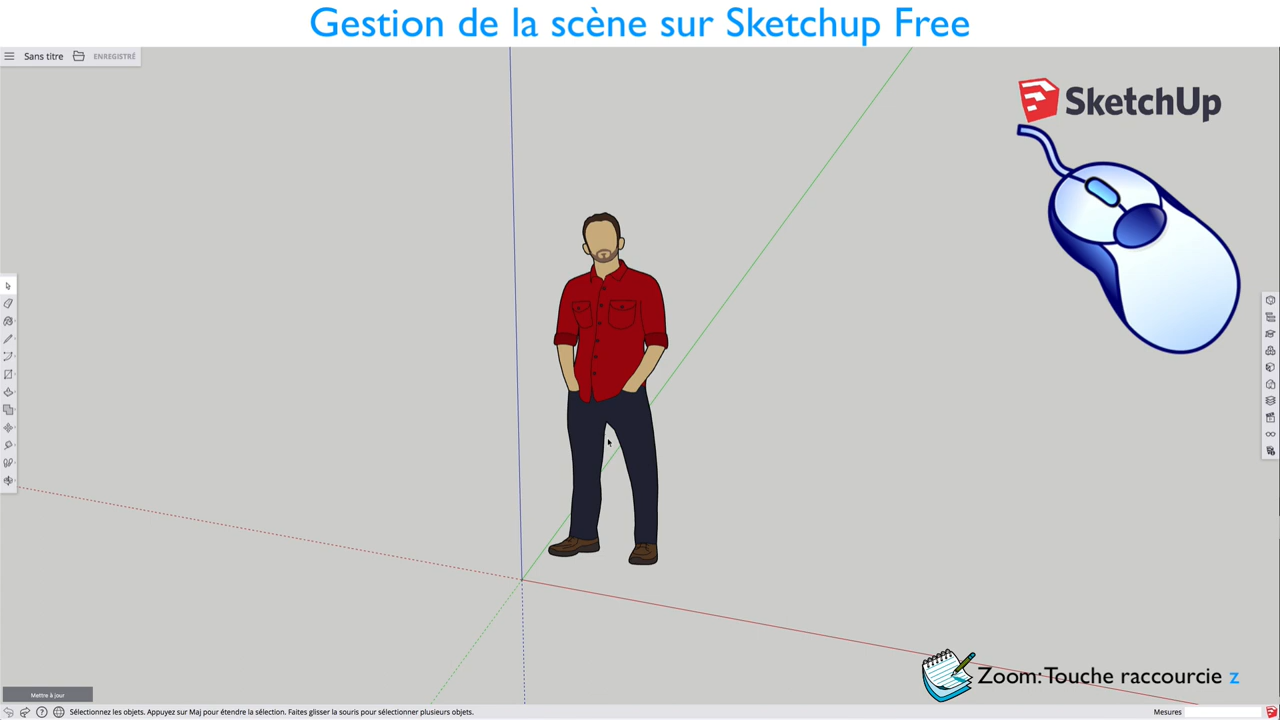 Gestion de la scène sur Sketchup Free
Sans titre
ENREGISTRÉ
SketchUp
Zoom: Touche raccourcie z
Mettre à jour
Sélectionnez les objets. Appuyez sur Maj pour étendre la sélection. Faites glisser la souris pour sélectionner plusieurs objets.
Mesures